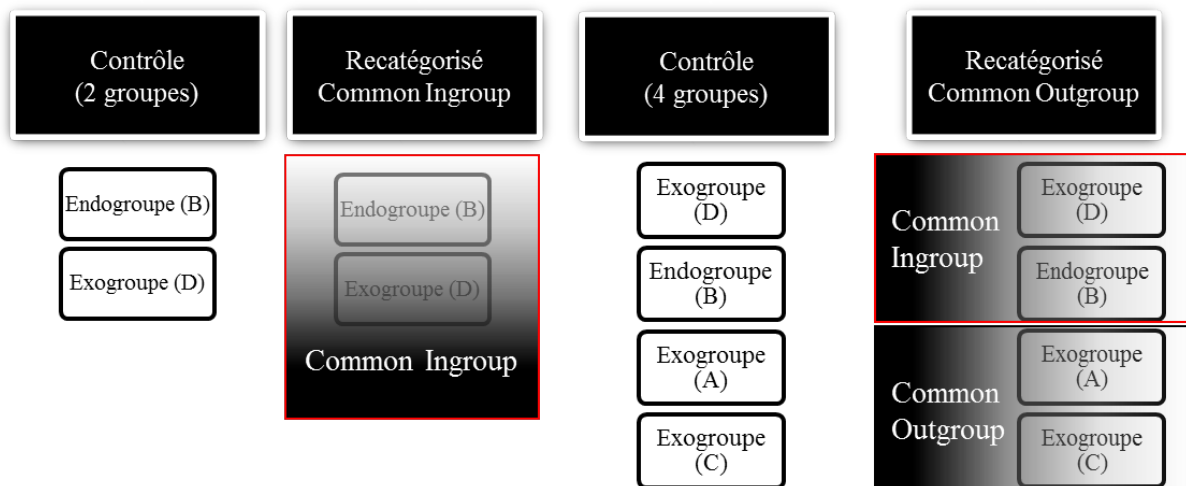 Contrôle
(2 groupes)
Recatégorisé
Common Ingroup
Contrôle
(4 groupes)
Recatégorisé
Common Outgroup
Endogroupe (B)
Exogroupe (D)
Endogroupe (B)
Exogroupe (D)
Common Ingroup
Exogroupe
(D)
Endogroupe
(B)
Exogroupe
(A)
Exogroupe
(C)
Common
Ingroup
Exogroupe
(D)
Endogroupe
(B)
Common
Outgroup
Exogroupe
(A)
Exogroupe
(C)